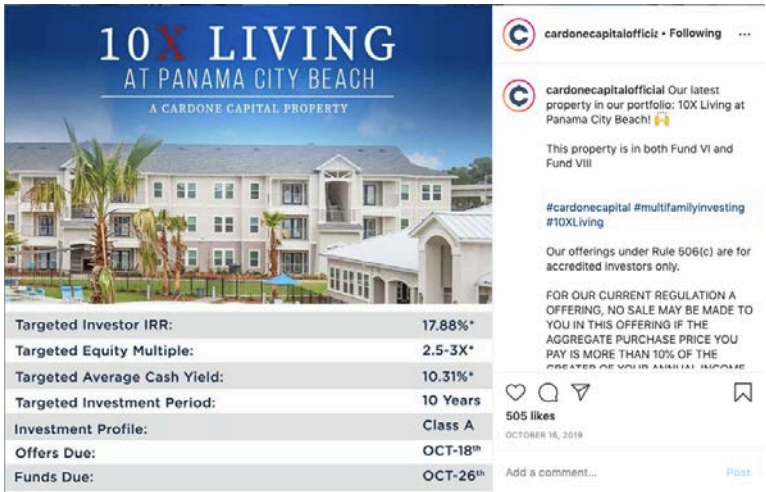 10X LIVING
AT PANAMA CITY BEACH
A CARDONE CAPITAL PROPERTY
Targeted Investor IRR: 17.88%*
Targeted Equity Multiple: 2.5-3X*
Targeted Average Cash Yield: 10.31%*
Targeted Investment Period: 10 Years
Investment Profile: Class A
Offers Due: OCT-18th
Funds Due: OCT-26th
cardonecapitalofficia • Following ...
cardonecapitalofficial Our latest
property in our portfolio: 10X Living at
Panama City Beach! 🙌
This property is in both Fund VI and
Fund VIII
#cardonecapital #multifamilyinvesting
#10XLiving
Our offerings under Rule 506(c) are for
accredited investors only.
FOR OUR CURRENT REGULATION A
OFFERING, NO SALE MAY BE MADE TO
YOU IN THIS OFFERING IF THE
AGGREGATE PURCHASE PRICE YOU
PAY IS MORE THAN 10% OF THE
GREATER OF YOUR ANNUAL INCOME
505 likes
OCTOBER 16, 2019
Add a comment... Post